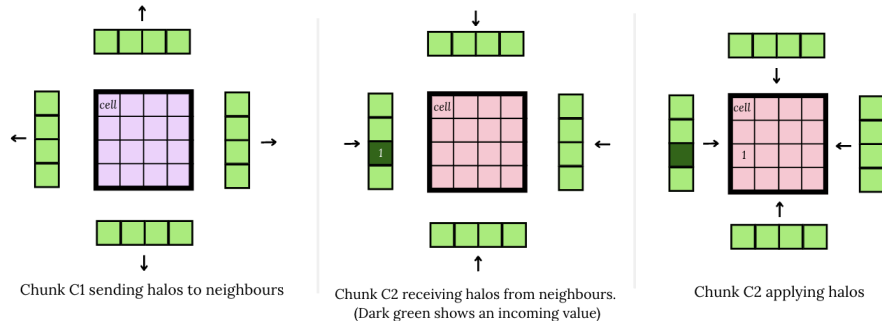 cell
Chunk C1 sending halos to neighbours
cell
1
Chunk C2 receiving halos from neighbours.
(Dark green shows an incoming value)
cell
1
Chunk C2 applying halos